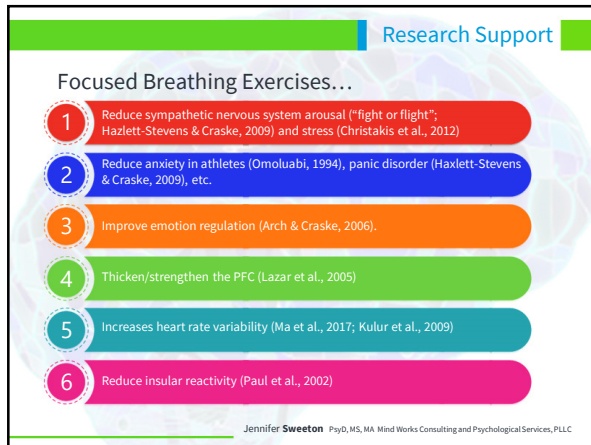 Research Support
Focused Breathing Exercises…
1
Reduce sympathetic nervous system arousal (“fight or flight”;
Hazlett-Stevens & Craske, 2009) and stress (Christakis et al., 2012)
2
Reduce anxiety in athletes (Omoluabi, 1994), panic disorder (Haxlett-Stevens
& Craske, 2009), etc.
3
Improve emotion regulation (Arch & Craske, 2006).
4
Thicken/strengthen the PFC (Lazar et al., 2005)
5
Increases heart rate variability (Ma et al., 2017; Kulur et al., 2009)
6
Reduce insular reactivity (Paul et al., 2002)
Jennifer Sweeton PsyD, MS, MA Mind Works Consulting and Psychological Services, PLLC